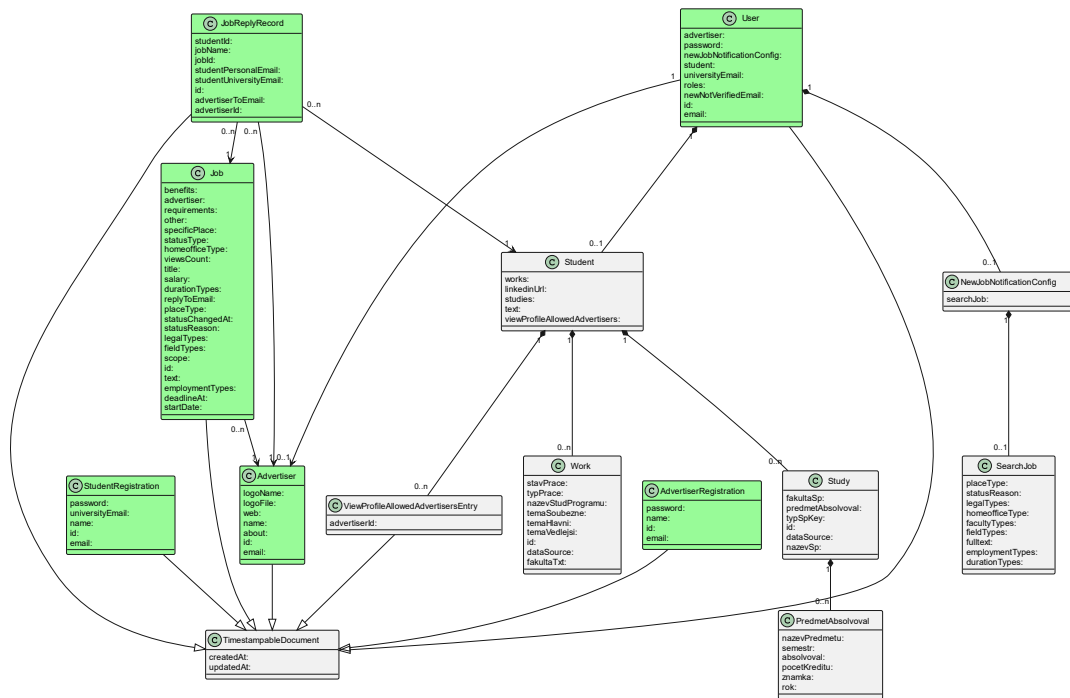 C JobReplyRecord
studentId:
jobName:
jobId:
studentPersonalEmail:
studentUniversityEmail:
id:
advertiserToEmail:
advertiserId:
C User
advertiser:
password:
newJobNotificationConfig:
student:
universityEmail:
roles:
newNotVerifiedEmail:
id:
email:
0..n
0..n
0..n
1
1
1
1
C Job
benefits:
advertiser:
requirements:
other:
specificPlace:
statusType:
homeofficeType:
viewsCount:
title:
salary:
durationTypes:
replyToEmail:
placeType:
statusChangedAt:
statusReason:
legalTypes:
fieldTypes:
scope:
id:
text:
employmentTypes:
deadlineAt:
startDate:
1
0..1
0..1
C Student
works:
linkedinUrl:
studies:
text:
viewProfileAllowedAdvertisers:
C NewJobNotificationConfig
searchJob:
1
1
1
1
0..n
1
1
0..1
0..n
0..n
0..n
0..1
C StudentRegistration
password:
universityEmail:
name:
id:
email:
C Advertiser
logoName:
logoFile:
web:
name:
about:
id:
email:
C ViewProfileAllowedAdvertisersEntry
advertiserId:
C Work
stavPrace:
typPrace:
nazevStudProgramu:
temaSoubezne:
temaHlavni:
temaVedlejsi:
id:
dataSource:
fakultaTxt:
C AdvertiserRegistration
password:
name:
id:
email:
C Study
fakultaSp:
predmetAbsolvoval:
typSpKey:
id:
dataSource:
nazevSp:
C SearchJob
placeType:
statusReason:
legalTypes:
homeofficeType:
facultyTypes:
fieldTypes:
fulltext:
employmentTypes:
durationTypes:
1
0..n
C TimestampableDocument
createdAt:
updatedAt:
C PredmetAbsolvoval
nazevPredmetu:
semestr:
absolvoval:
pocetKreditu:
znamka:
rok: